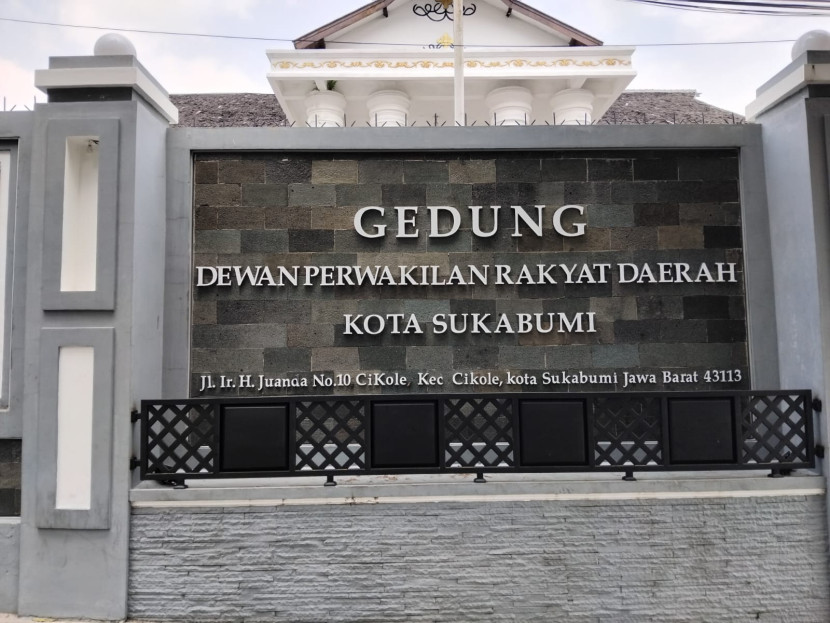 GEDUNG
DEWAN PERWAKILAN RAKYAT DAERAH
KOTA SUKABUMI
Jl. Ir. H. Juanda No.10 CiKole, Kec Cikole, kota Sukabumi Jawa Barat 43113